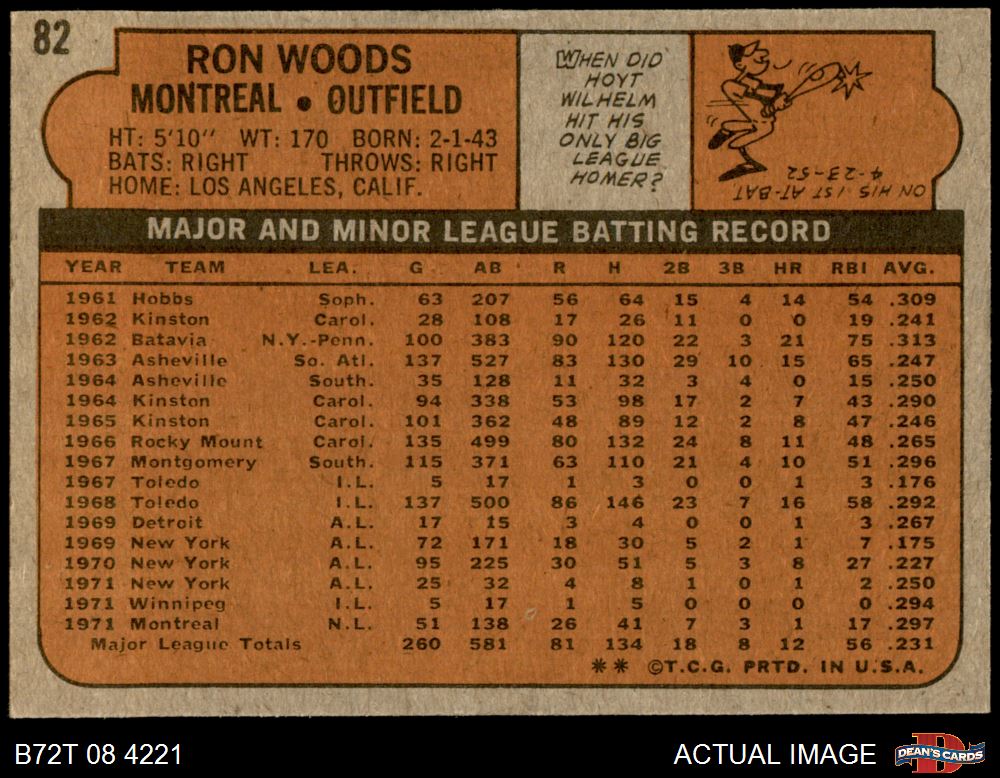 82
RON WOODS
MONTREAL • OUTFIELD
HT: 5'10" WT: 170 BORN: 2-1-43
BATS: RIGHT THROWS: RIGHT
HOME: LOS ANGELES, CALIF.
WHEN DID
HOYT
WILHELM
HIT HIS
ONLY BIG
LEAGUE
HOMER?
ON HIS 1ST AT-BAT
4-23-52
MAJOR AND MINOR LEAGUE BATTING RECORD
YEAR TEAM LEA. G AB R H 2B 3B HR RBI AVG.
1961 Hobbs Soph. 63 207 56 64 15 4 14 54 .309
1962 Kinston Carol. 28 108 17 26 11 0 0 19 .241
1962 Batavia N.Y.-Penn. 100 383 90 120 22 3 21 75 .313
1963 Asheville So. Atl. 137 527 83 130 29 10 15 65 .247
1964 Asheville South. 35 128 11 32 3 4 0 15 .250
1964 Kinston Carol. 94 338 53 98 17 2 7 43 .290
1965 Kinston Carol. 101 362 48 89 12 2 8 47 .246
1966 Rocky Mount Carol. 135 499 80 132 24 8 11 48 .265
1967 Montgomery South. 115 371 63 110 21 4 10 51 .296
1967 Toledo I.L. 5 17 1 3 0 0 1 3 .176
1968 Toledo I.L. 137 500 86 146 23 7 16 58 .292
1969 Detroit A.L. 17 15 3 4 0 0 1 3 .267
1969 New York A.L. 72 171 18 30 5 2 1 7 .175
1970 New York A.L. 95 225 30 51 5 3 8 27 .227
1971 New York A.L. 25 32 4 8 1 0 1 2 .250
1971 Winnipeg I.L. 5 17 1 5 0 0 0 0 .294
1971 Montreal N.L. 51 138 26 41 7 3 1 17 .297
Major League Totals 260 581 81 134 18 8 12 56 .231
** ©T.C.G. PRTD. IN U.S.A.
B72T 08 4221
ACTUAL IMAGE
DEAN'S CARDS